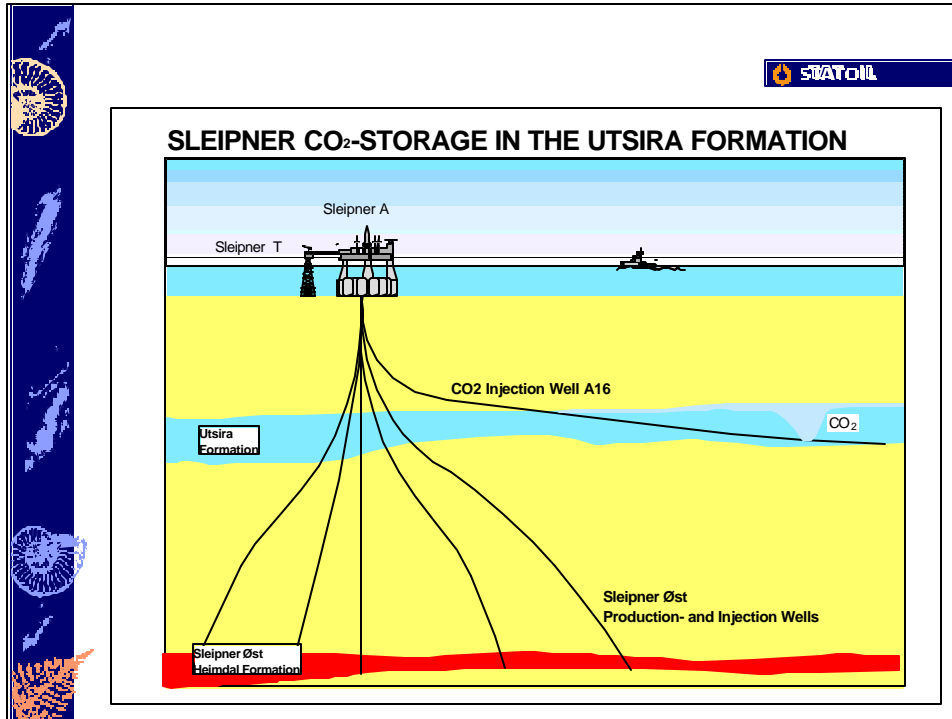 STATOIL
SLEIPNER CO₂-STORAGE IN THE UTSIRA FORMATION
Sleipner A
Sleipner T
CO2 Injection Well A16
CO₂
Utsira
Formation
Sleipner Øst
Production- and Injection Wells
Sleipner Øst
Heimdal Formation